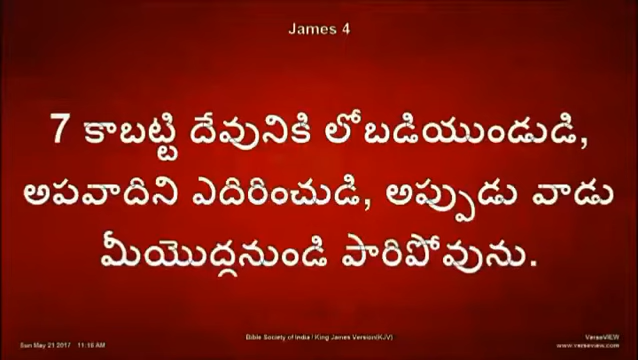 James 4
7 కాబట్టి దేవునికి లోబడియుండుడి,
అపవాదిని ఎదిరించుడి, అప్పుడు వాడు
మీయొద్దనుండి పారిపోవును.
Bible Society of India / King James Version(KJV)
Sun May 21 2017 11:18 AM
VerseVIEW
www.verseview.com